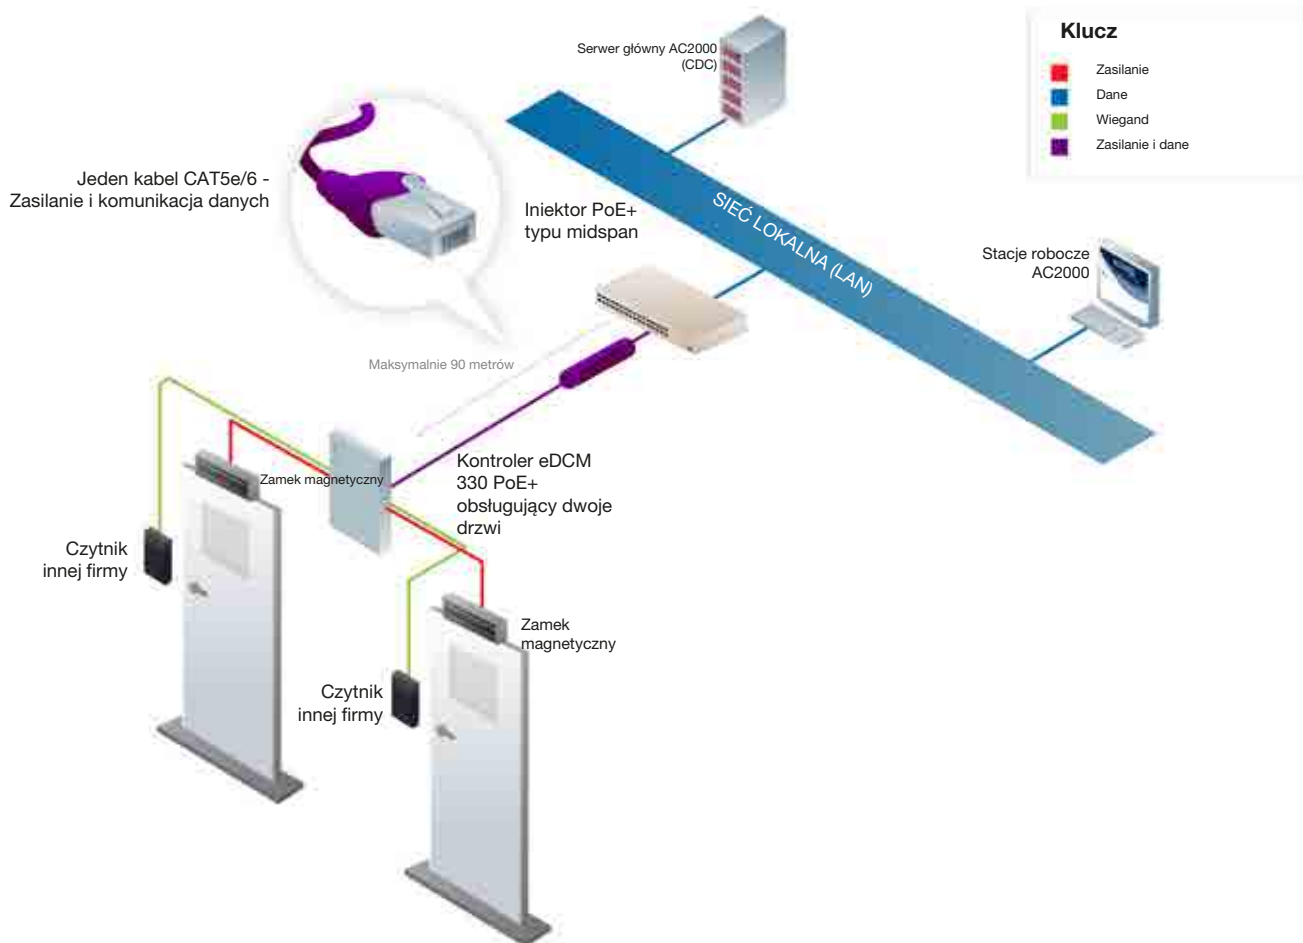 Serwer główny AC2000
(CDC)
Klucz
Zasilanie
Dane
Wiegand
Zasilanie i dane
Jeden kabel CAT5e/6 -
Zasilanie i komunikacja danych
Iniektor PoE+
typu midspan
SIEĆ LOKALNA (LAN)
Stacje robocze
AC2000
Maksymalnie 90 metrów
Zamek magnetyczny
Kontroler eDCM
330 PoE+
obsługujący dwoje
drzwi
Czytnik
innej firmy
Zamek
magnetyczny
Czytnik
innej firmy